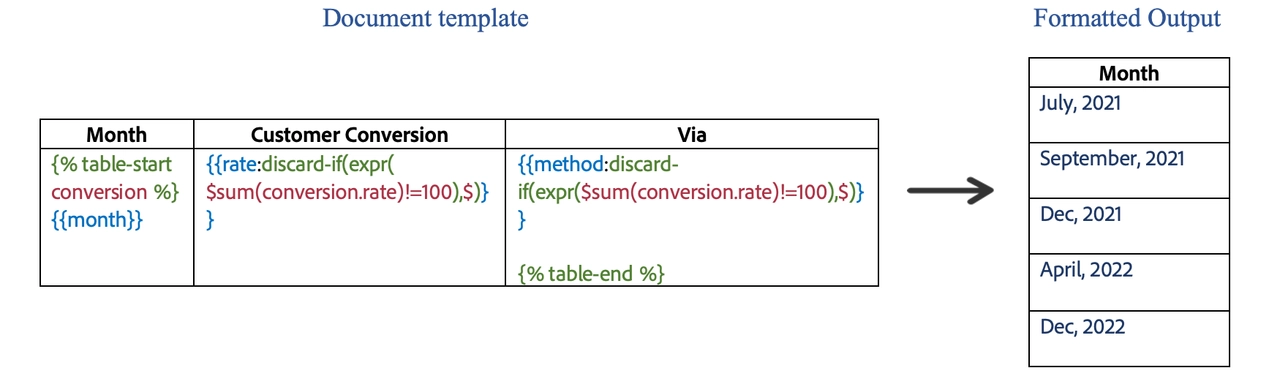 Document template
Formatted Output
Month
Customer Conversion
Via
{% table-start
conversion %}
{{month}}
{{rate:discard-if(expr(
$sum(conversion.rate)!=100),$)}
}
{{method:discard-
if(expr($sum(conversion.rate)!=100),$)}
}
{% table-end %}
Month
July, 2021
September, 2021
Dec, 2021
April, 2022
Dec, 2022